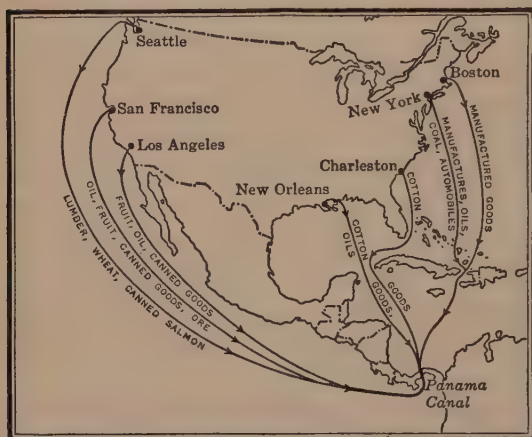 Seattle
Boston
New York
San Francisco
Los Angeles
Charleston
New Orleans
LUMBER, WHEAT, CANNED SALMON
OIL, FRUIT, CANNED GOODS, ORE
FRUIT, OIL, CANNED GOODS
COTTON GOODS,
OILS
COTTON
GOODS
COAL, AUTOMOBILES
MANUFACTURES, OILS,
MANUFACTURED GOODS
Panama
Canal